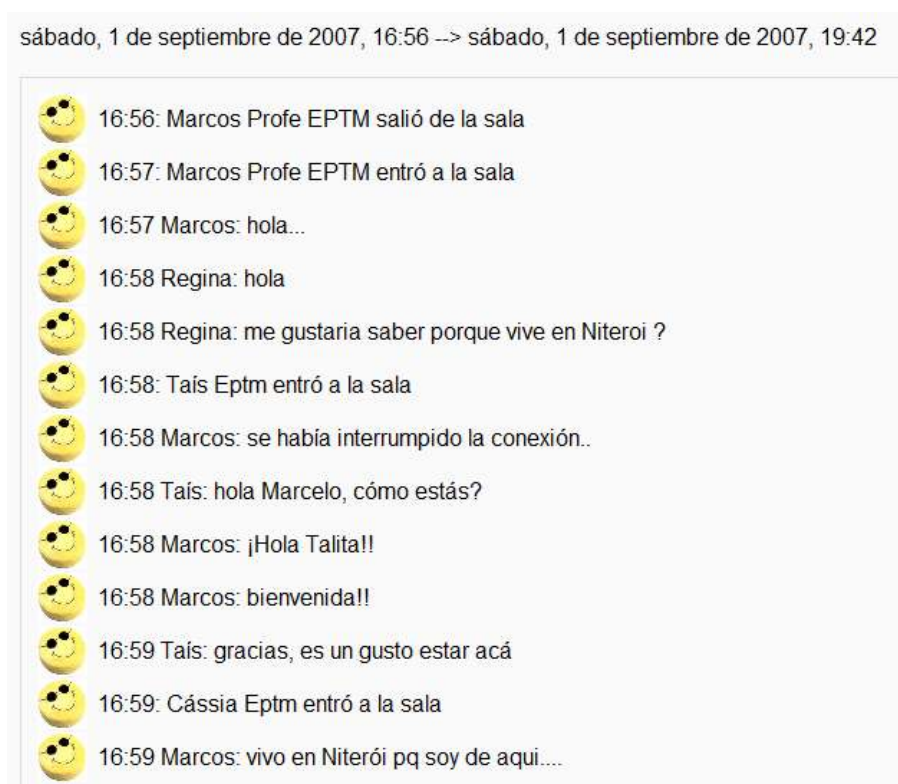 sábado, 1 de septiembre de 2007, 16:56 --> sábado, 1 de septiembre de 2007, 19:42
16:56: Marcos Profe EPTM salió de la sala
16:57: Marcos Profe EPTM entró a la sala
16:57 Marcos: hola...
16:58 Regina: hola
16:58 Regina: me gustaria saber porque vive en Niteroi ?
16:58: Taís Eptm entró a la sala
16:58 Marcos: se había interrumpido la conexión..
16:58 Taís: hola Marcelo, cómo estás?
16:58 Marcos: ¡Hola Talita!!
16:58 Marcos: bienvenida!!
16:59 Taís: gracias, es un gusto estar acá
16:59: Cássia Eptm entró a la sala
16:59 Marcos: vivo en Niterói pq soy de aqui....